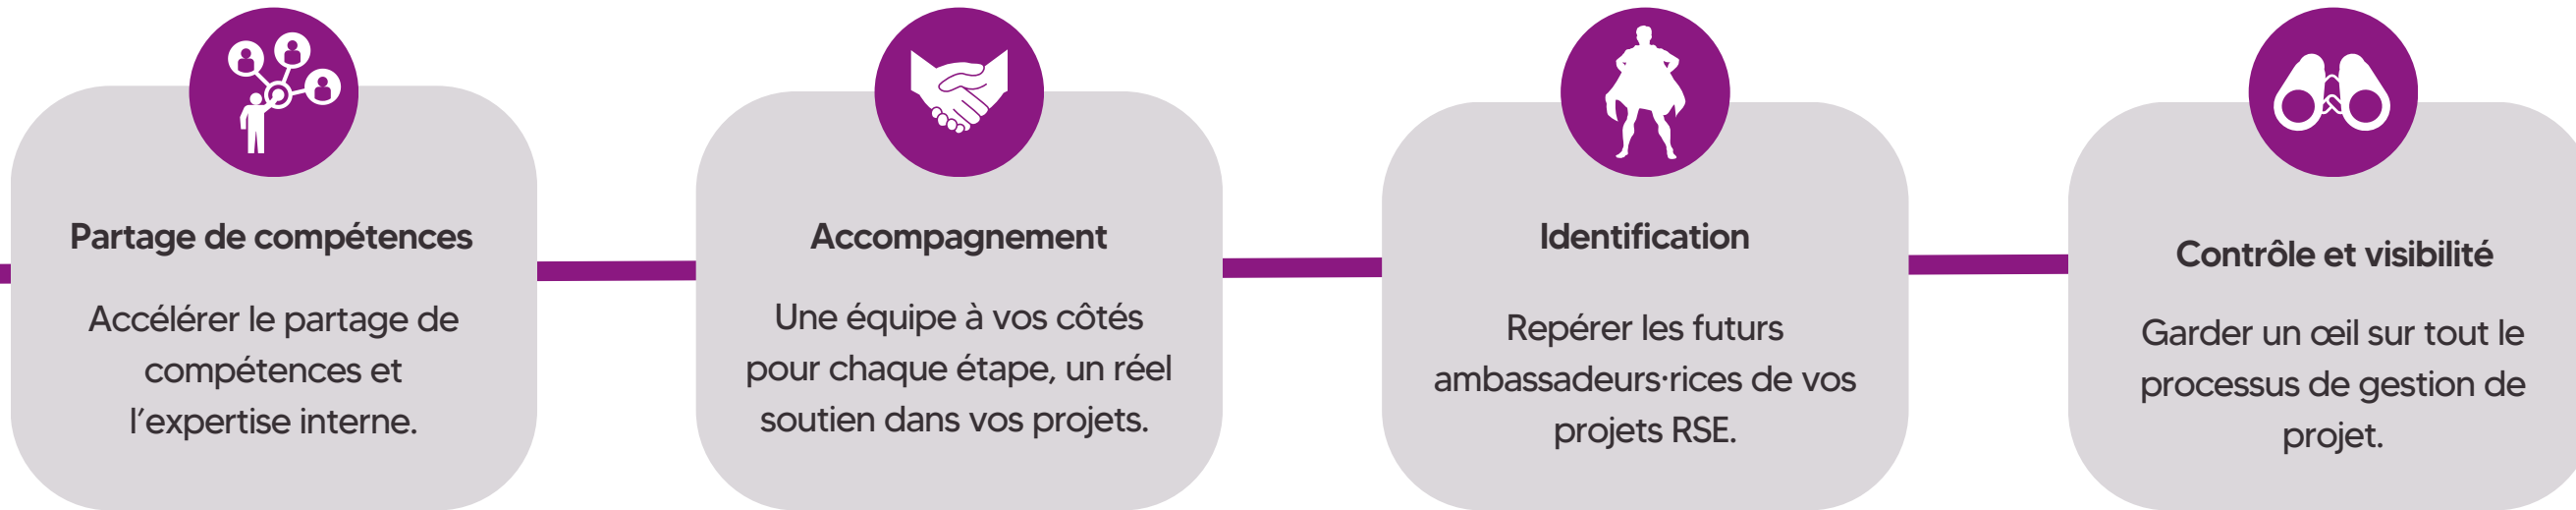 Partage de compétences
Accélérer le partage de
compétences et
l'expertise interne.
Accompagnement
Une équipe à vos côtés
pour chaque étape, un réel
soutien dans vos projets.
Identification
Repérer les futurs
ambassadeurs·rices de vos
projets RSE.
Contrôle et visibilité
Garder un œil sur tout le
processus de gestion de
projet.